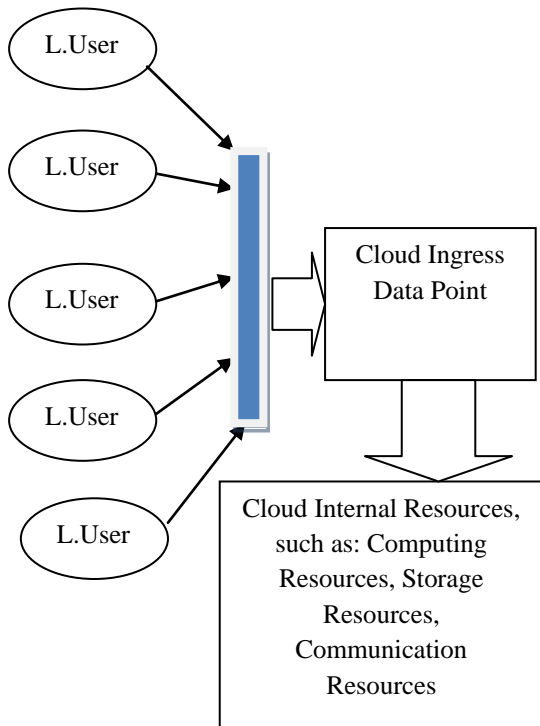 L.User
L.User
L.User
L.User
L.User
Cloud Ingress
Data Point
Cloud Internal Resources,
such as: Computing
Resources, Storage
Resources,
Communication
Resources